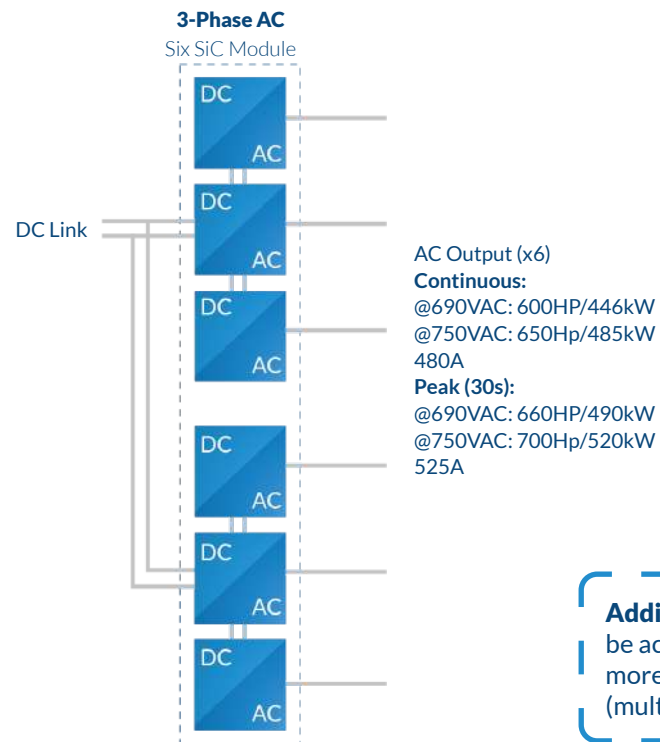 3-Phase AC
Six SiC Module
DC
AC
DC
AC
DC
AC
DC Link
AC Output (x6)
Continuous:
@690VAC: 600HP/446kW
@750VAC: 650Hp/485kW
480A
Peak (30s):
@690VAC: 660HP/490kW
@750VAC: 700Hp/520kW
525A
DC
AC
DC
AC
DC
AC
Addi
be ac
more
(mult